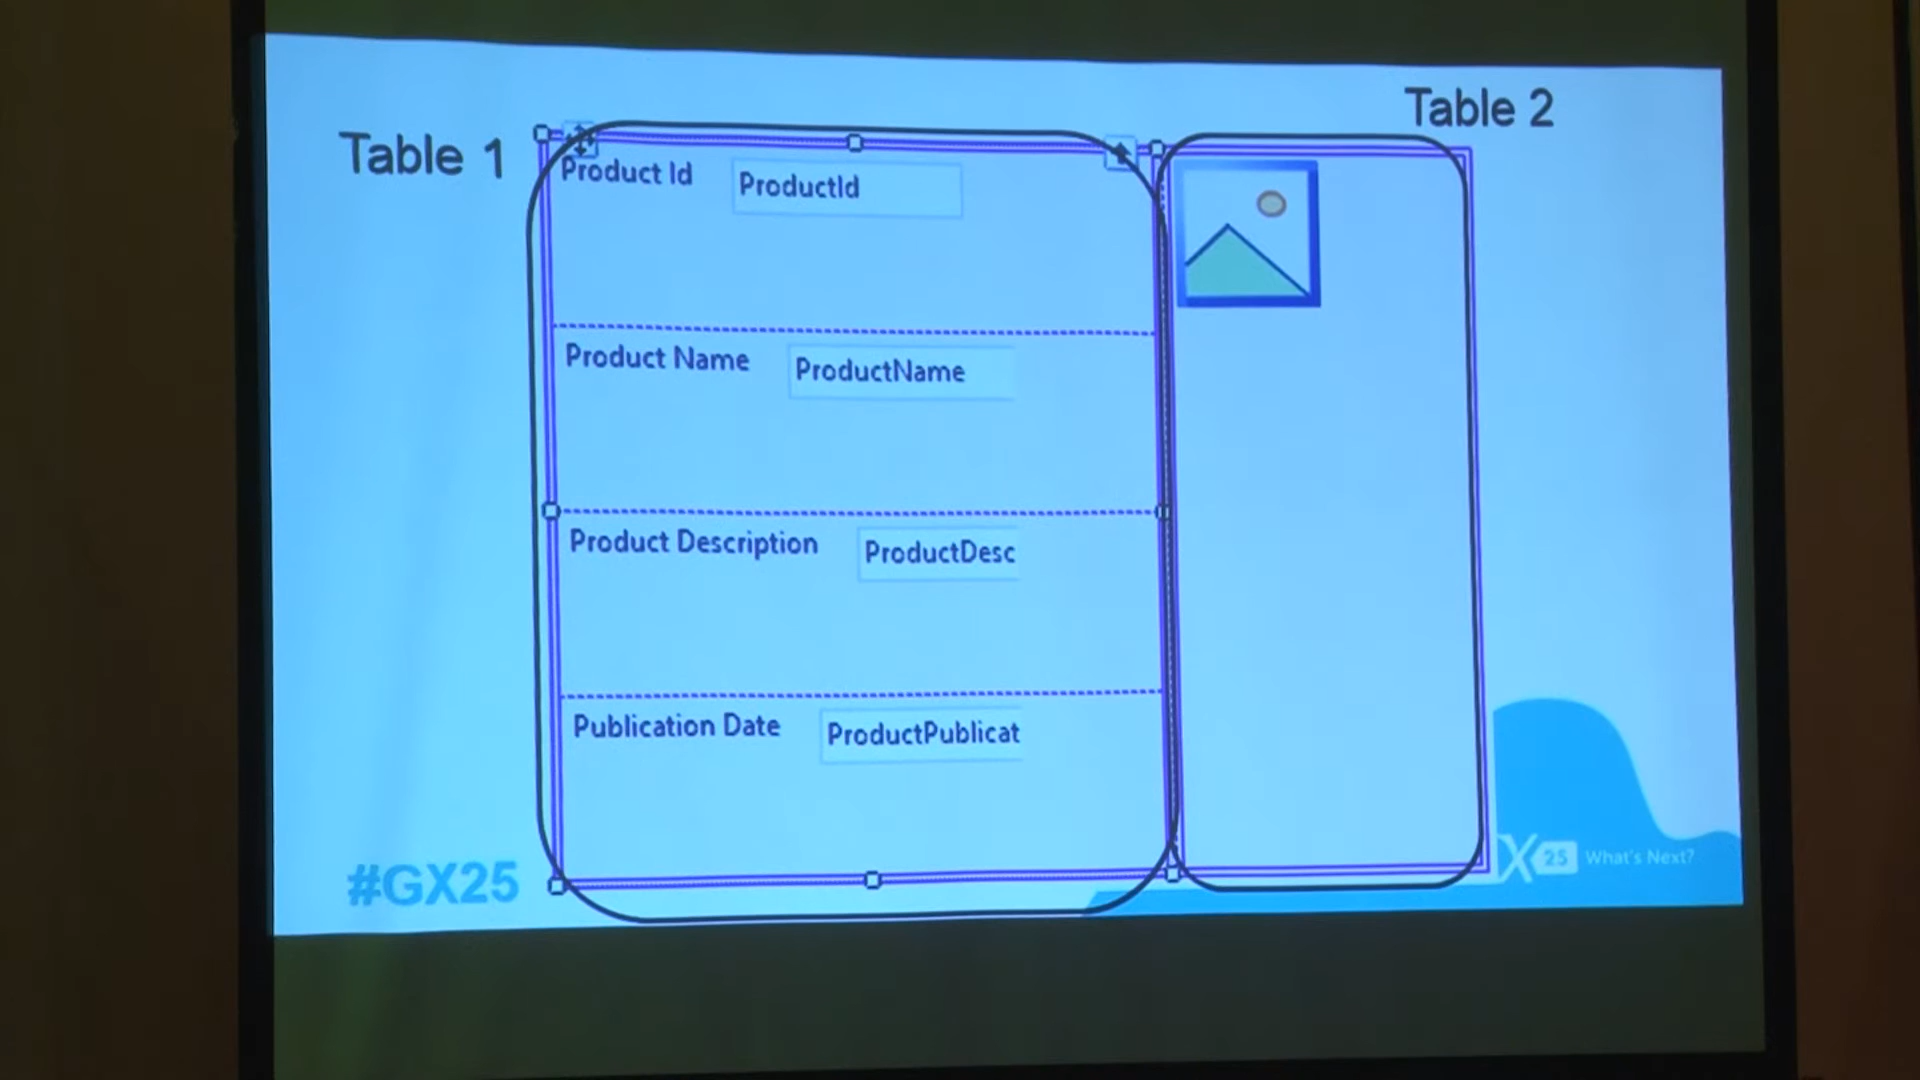 Table 1
Table 2
Product Id ProductId
Product Name ProductName
Product Description ProductDesc
Publication Date ProductPublicat
#GX25
X 25 What's Next?